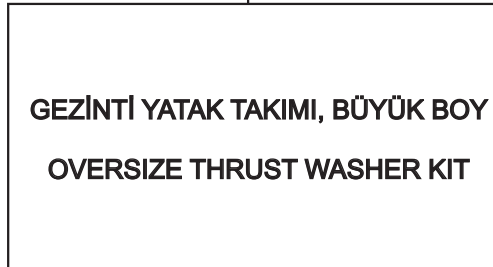 GEZİNTİ YATAK TAKIMI, BÜYÜK BOY
OVERSIZE THRUST WASHER KIT